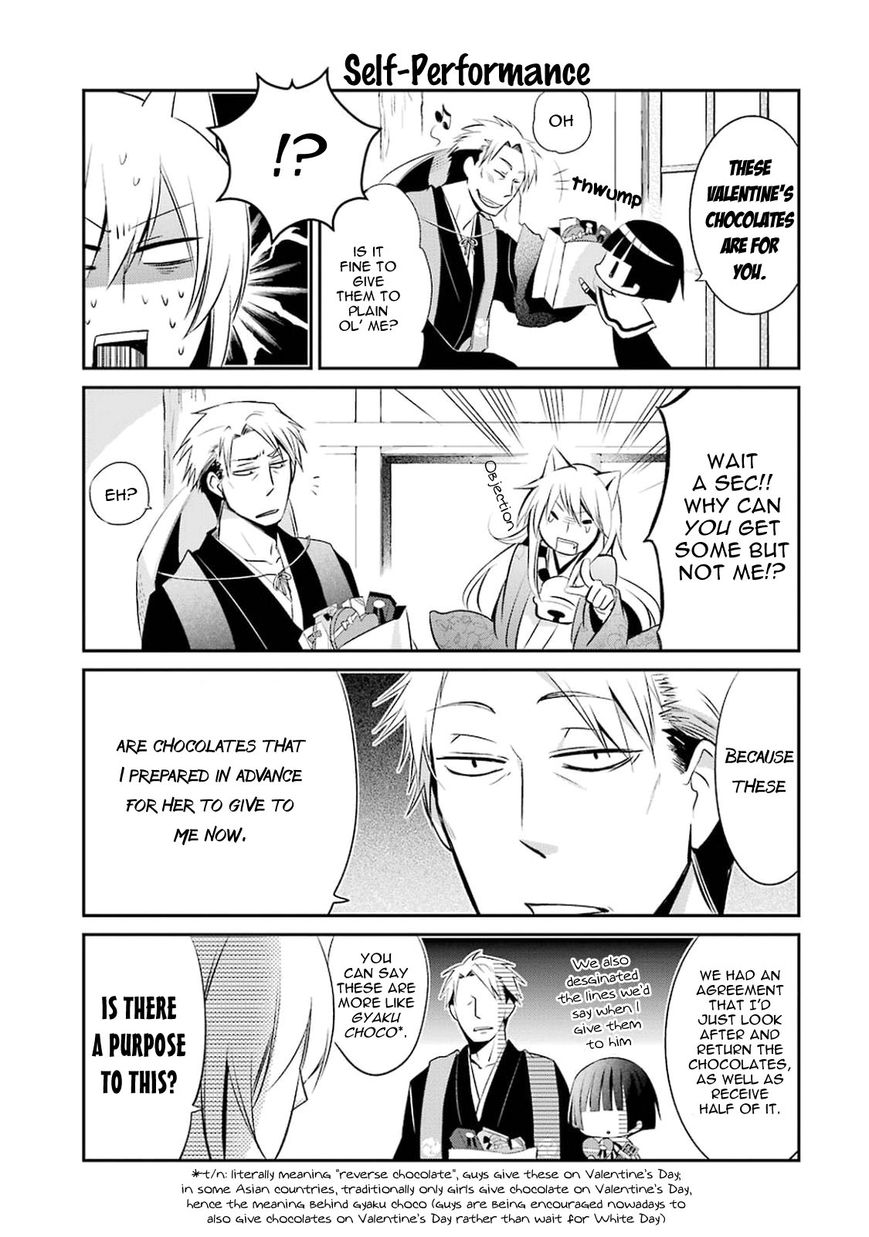 Self-Performance
THESE
VALENTINE'S
CHOCOLATES
ARE FOR
YOU.
OH
thwump
IS IT
FINE TO
GIVE
THEM TO
PLAIN
OL' ME?
!?
WAIT
A SEC!!
WHY CAN
YOU GET
SOME BUT
NOT ME!?
Objection
EH?
BECAUSE
THESE
ARE CHOCOLATES THAT
I PREPARED IN ADVANCE
FOR HER TO GIVE TO
ME NOW.
WE HAD AN
AGREEMENT
THAT I'D
JUST LOOK
AFTER AND
RETURN THE
CHOCOLATES,
AS WELL AS
RECEIVE
HALF OF IT.
We also
desginated
the lines we'd
say when I
give them
to him
YOU
CAN SAY
THESE ARE
MORE LIKE
GYAKU
CHOCO*.
IS THERE
A PURPOSE
TO THIS?
*t/n: literally meaning "reverse chocolate", guys give these on Valentine's Day;
in some Asian countries, traditionally only girls give chocolate on Valentine's Day,
hence the meaning behind gyaku choco (guys are being encouraged nowadays to
also give chocolates on Valentine's Day rather than wait for White Day)